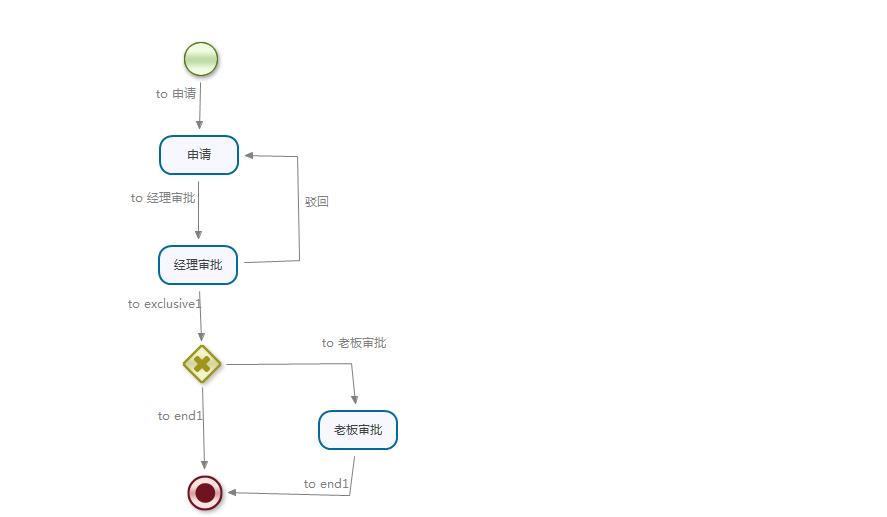 to 申请
申请
to 经理审批
驳回
经理审批
to exclusive1
to 老板审批
to end1
老板审批
to end1